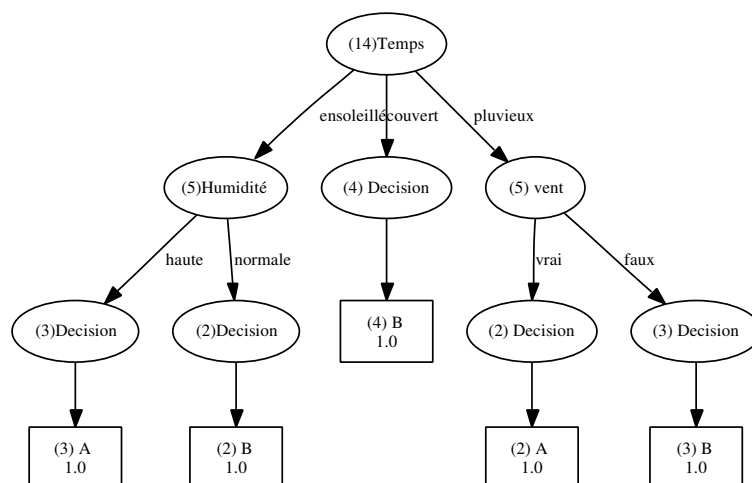 (14)Temps
ensoleillé
couvert
pluvieux
(5)Humidité
(4) Decision
(5) vent
haute
normale
vrai
faux
(3)Decision
(2)Decision
(4) B
1.0
(2) Decision
(3) Decision
(3) A
1.0
(2) B
1.0
(2) A
1.0
(3) B
1.0